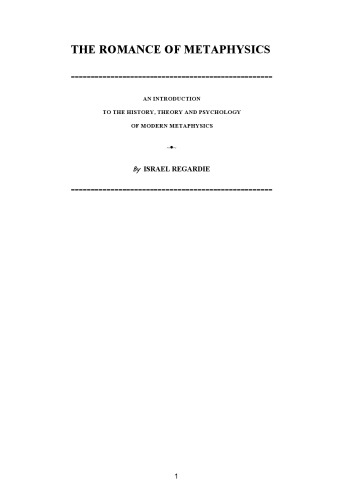 THE ROMANCE OF METAPHYSICS
AN INTRODUCTION
TO THE HISTORY, THEORY AND PSYCHOLOGY
OF MODERN METAPHYSICS
By ISRAEL REGARDIE
1